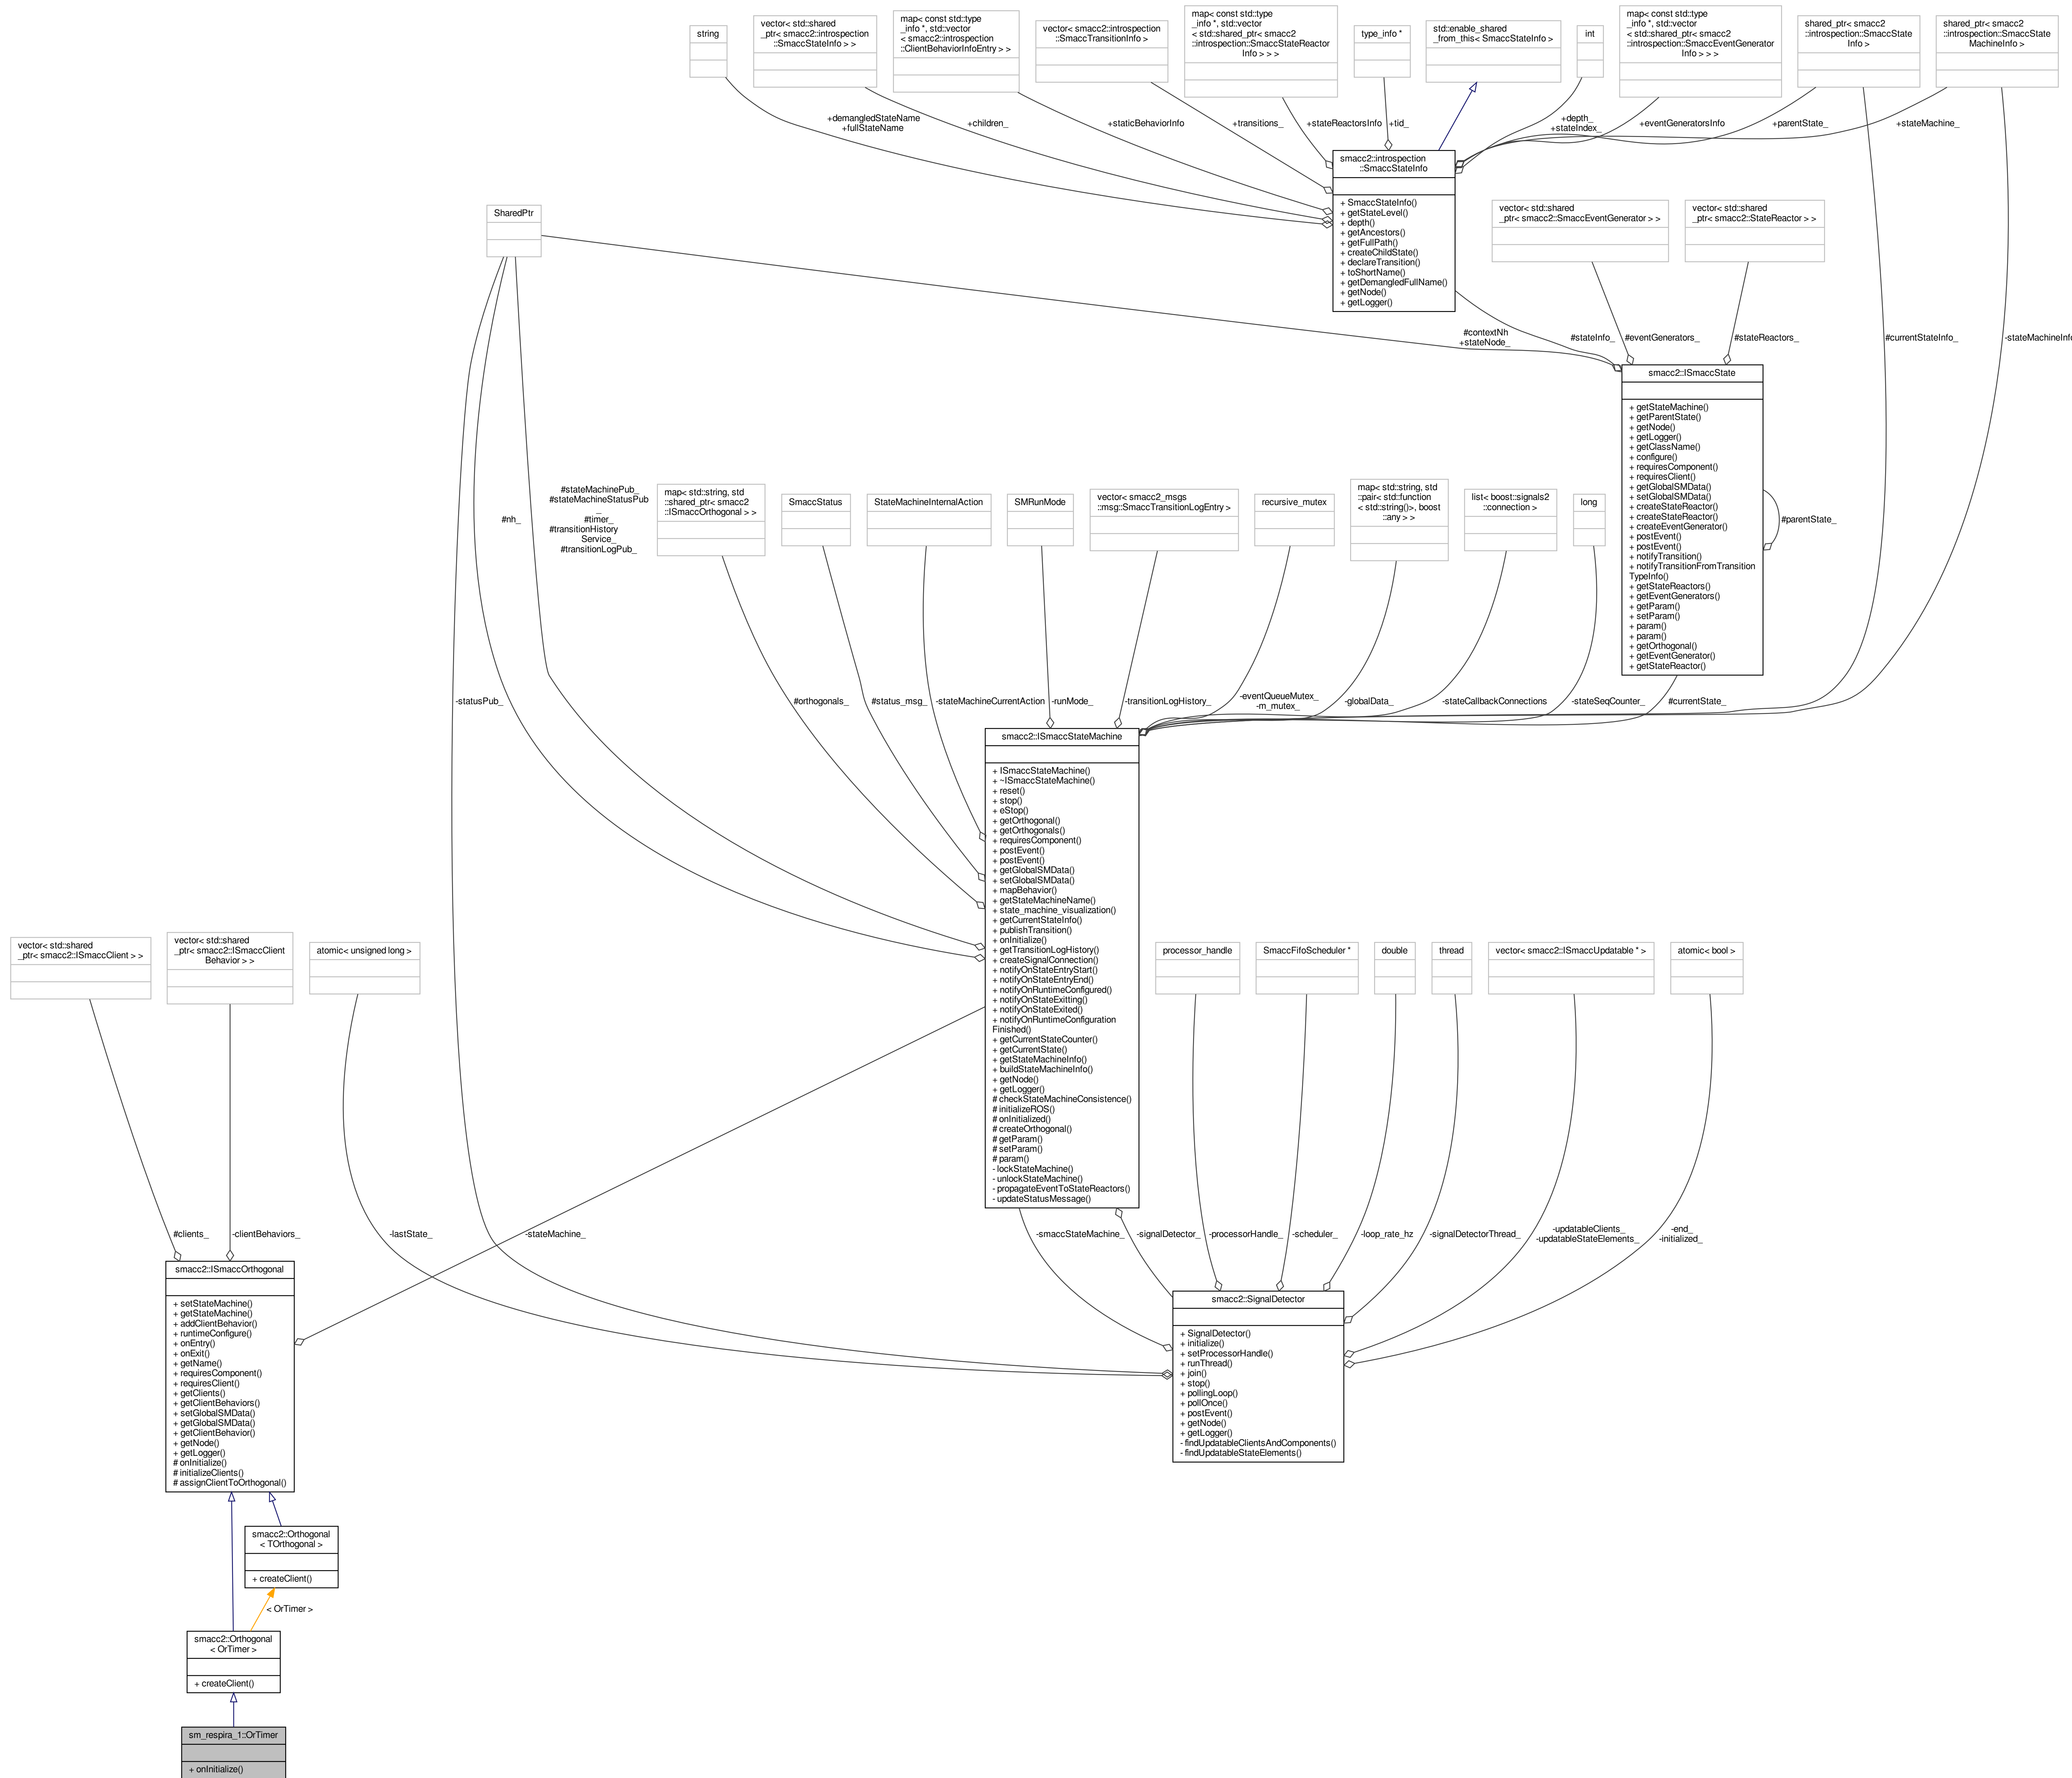 string
vector< std::shared
_ptr< smacc2::introspection
::SmaccStateInfo > >
map< const std::type
_info *, std::vector
< smacc2::introspection
::ClientBehaviorInfoEntry > >
vector< smacc2::introspection
::SmaccTransitionInfo >
map< const std::type
_info *, std::vector
< std::shared_ptr< smacc2
::introspection::SmaccStateReactor
Info > > >
type_info *
std::enable_shared
_from_this< SmaccStateInfo >
int
map< const std::type
_info *, std::vector
< std::shared_ptr< smacc2
::introspection::SmaccEventGenerator
Info > > >
shared_ptr< smacc2
::introspection::SmaccState
Info >
shared_ptr< smacc2
::introspection::SmaccState
MachineInfo >
+demangledStateName
+fullStateName
+children_
+staticBehaviorInfo
+transitions_
+stateReactorsInfo
+tid_
+depth_
+stateIndex_
+eventGeneratorsInfo
+parentState_
+stateMachine_
smacc2::introspection
::SmaccStateInfo
+ SmaccStateInfo()
+ getStateLevel()
+ depth()
+ getAncestors()
+ getFullPath()
+ createChildState()
+ declareTransition()
+ toShortName()
+ getDemangledFullName()
+ getNode()
+ getLogger()
SharedPtr
vector< std::shared
_ptr< smacc2::SmaccEventGenerator > >
vector< std::shared
_ptr< smacc2::StateReactor > >
#contextNh
+stateNode_
#stateInfo_
#eventGenerators_
#stateReactors_
#currentStateInfo_
-stateMachineInfo
smacc2::ISmaccState
+ getStateMachine()
+ getParentState()
+ getNode()
+ getLogger()
+ getClassName()
+ configure()
+ requiresComponent()
+ requiresClient()
+ getGlobalSMData()
+ setGlobalSMData()
+ createStateReactor()
+ createStateReactor()
+ createEventGenerator()
+ postEvent()
+ postEvent()
+ notifyTransition()
+ notifyTransitionFromTransition
TypeInfo()
+ getStateReactors()
+ getEventGenerators()
+ getParam()
+ setParam()
+ param()
+ param()
+ getOrthogonal()
+ getEventGenerator()
+ getStateReactor()
#parentState_
#nh_
#stateMachinePub_
#stateMachineStatusPub
_
#timer_
#transitionHistory
Service_
#transitionLogPub_
map< std::string, std
::shared_ptr< smacc2
::ISmaccOrthogonal > >
SmaccStatus
StateMachineInternalAction
SMRunMode
vector< smacc2_msgs
::msg::SmaccTransitionLogEntry >
recursive_mutex
map< std::string, std
::pair< std::function
< std::string()>, boost
::any > >
list< boost::signals2
::connection >
long
-statusPub_
#orthogonals_
#status_msg_
-stateMachineCurrentAction
-runMode_
-transitionLogHistory_
-eventQueueMutex_
-m_mutex_
-globalData_
-stateCallbackConnections
-stateSeqCounter_
#currentState_
smacc2::ISmaccStateMachine
+ ISmaccStateMachine()
+ ~ISmaccStateMachine()
+ reset()
+ stop()
+ eStop()
+ getOrthogonal()
+ getOrthogonals()
+ requiresComponent()
+ postEvent()
+ postEvent()
+ getGlobalSMData()
+ setGlobalSMData()
+ mapBehavior()
+ getStateMachineName()
+ state_machine_visualization()
+ getCurrentStateInfo()
+ publishTransition()
+ onInitialize()
+ getTransitionLogHistory()
+ createSignalConnection()
+ notifyOnStateEntryStart()
+ notifyOnStateEntryEnd()
+ notifyOnRuntimeConfigured()
+ notifyOnStateExitting()
+ notifyOnStateExited()
+ notifyOnRuntimeConfiguration
Finished()
+ getCurrentStateCounter()
+ getCurrentState()
+ getStateMachineInfo()
+ buildStateMachineInfo()
+ getNode()
+ getLogger()
# checkStateMachineConsistence()
# initializeROS()
# onInitialized()
# createOrthogonal()
# getParam()
# setParam()
# param()
- lockStateMachine()
- unlockStateMachine()
- propagateEventToStateReactors()
- updateStatusMessage()
vector< std::shared
_ptr< smacc2::ISmaccClient > >
vector< std::shared
_ptr< smacc2::ISmaccClient
Behavior > >
atomic< unsigned long >
processor_handle
SmaccFifoScheduler *
double
thread
vector< smacc2::ISmaccUpdatable * >
atomic< bool >
#clients_
-clientBehaviors_
-lastState_
-stateMachine_
-smaccStateMachine_
-signalDetector_
-processorHandle_
-scheduler_
-loop_rate_hz
-signalDetectorThread_
-updatableClients_
-updatableStateElements_
-end_
-initialized_
smacc2::ISmaccOrthogonal
+ setStateMachine()
+ getStateMachine()
+ addClientBehavior()
+ runtimeConfigure()
+ onEntry()
+ onExit()
+ getName()
+ requiresComponent()
+ requiresClient()
+ getClients()
+ getClientBehaviors()
+ setGlobalSMData()
+ getGlobalSMData()
+ getClientBehavior()
+ getNode()
+ getLogger()
# onInitialize()
# initializeClients()
# assignClientToOrthogonal()
smacc2::SignalDetector
+ SignalDetector()
+ initialize()
+ setProcessorHandle()
+ runThread()
+ join()
+ stop()
+ pollingLoop()
+ pollOnce()
+ postEvent()
+ getNode()
+ getLogger()
- findUpdatableClientsAndComponents()
- findUpdatableStateElements()
smacc2::Orthogonal
< TOrthogonal >
+ createClient()
< OrTimer >
smacc2::Orthogonal
< OrTimer >
+ createClient()
sm_respira_1::OrTimer
+ onInitialize()